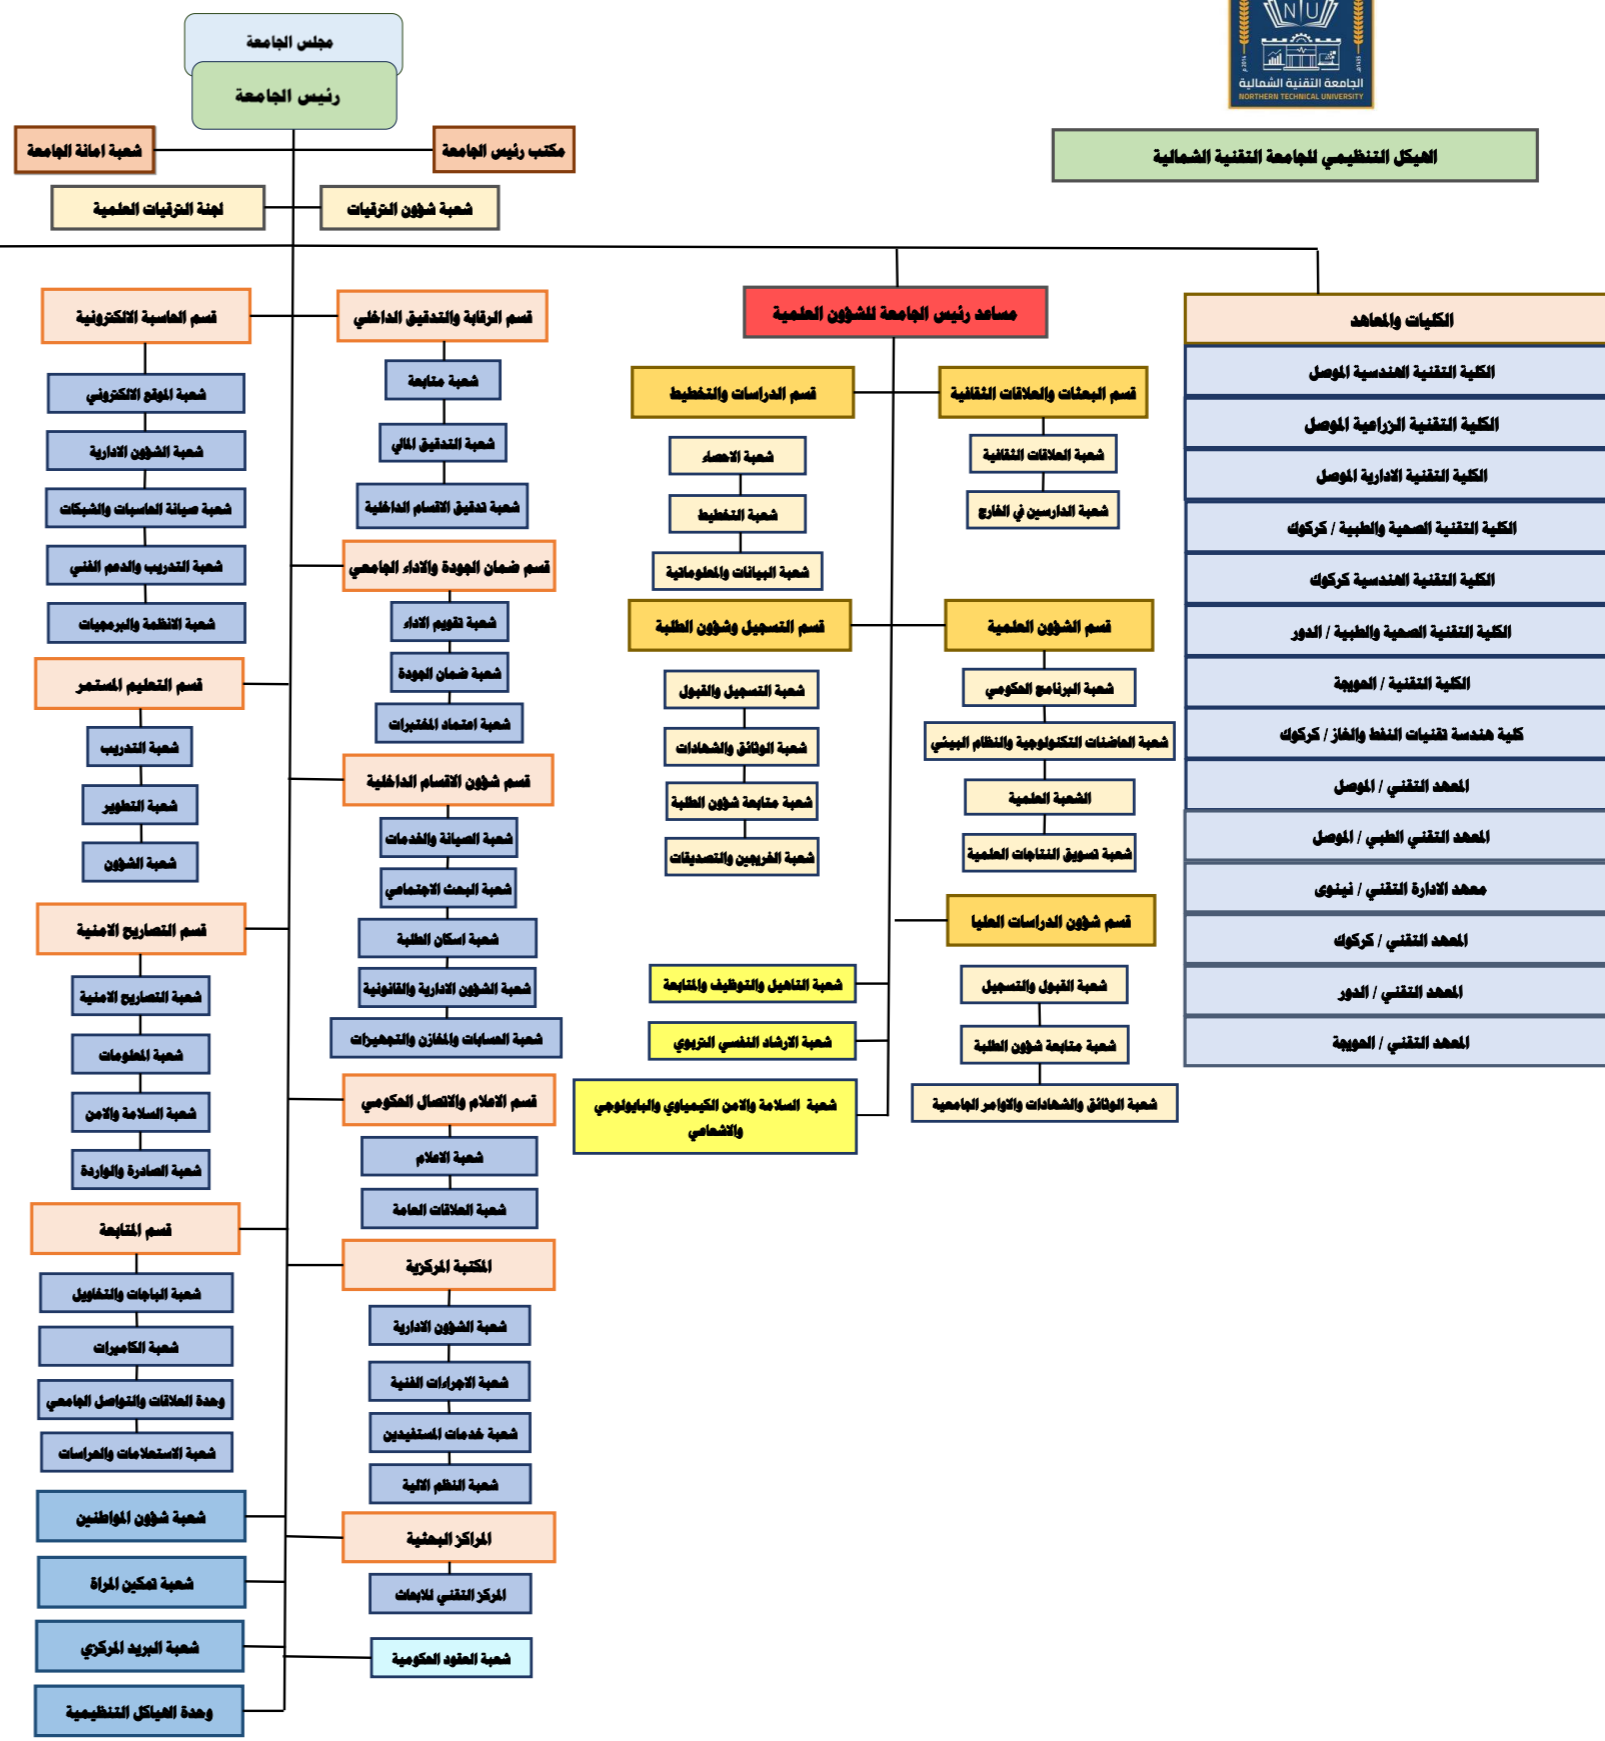 مجلس الجامعة
رئيس الجامعة
NTU
الجامعة التقنية الشمالية
NORTHERN TECHNICAL UNIVERSITY
الهيكل التنظيمي للجامعة التقنية الشمالية
مكتب رئيس الجامعة
شعبة امانة الجامعة
شعبة شؤون الترقيات
لجنة الترقيات العلمية
الكليات والمعاهد
الكلية التقنية الهندسية الموصل
الكلية التقنية الزراعية الموصل
الكلية التقنية الادارية الموصل
الكلية التقنية الصحية والطبية / كركوك
الكلية التقنية الهندسية كركوك
الكلية التقنية الصحية والطبية / الدور
الكلية التقنية / الحويجة
كلية هندسة تقنيات النفط والغاز / كركوك
المعهد التقني / الموصل
المعهد التقني الطبي / الموصل
معهد الادارة التقني / نينوى
المعهد التقني / كركوك
المعهد التقني / الدور
المعهد التقني / الحويجة
مساعد رئيس الجامعة للشؤون العلمية
قسم البعثات والعلاقات الثقافية
شعبة العلاقات الثقافية
شعبة الدارسين في الخارج
قسم الدراسات والتخطيط
شعبة الاحصاء
شعبة التخطيط
شعبة البيانات والمعلوماتية
قسم الشؤون العلمية
شعبة البرنامج الحكومي
شعبة الحاضنات التكنولوجية والنظام البيئي
الشعبة العلمية
شعبة تسويق النتاجات العلمية
قسم التسجيل وشؤون الطلبة
شعبة التسجيل والقبول
شعبة الوثائق والشهادات
شعبة متابعة شؤون الطلبة
شعبة الخريجين والتصديقات
قسم شؤون الدراسات العليا
شعبة القبول والتسجيل
شعبة متابعة شؤون الطلبة
شعبة الوثائق والشهادات والاوامر الجامعية
شعبة التاهيل والتوظيف والمتابعة
شعبة الارشاد النفسي التربوي
شعبة السلامة والامن الكيمياوي والبايولوجي
والاشعاعي
قسم الرقابة والتدقيق الداخلي
شعبة متابعة
شعبة التدقيق المالي
شعبة تدقيق الاقسام الداخلية
قسم ضمان الجودة والاداء الجامعي
شعبة تقويم الاداء
شعبة ضمان الجودة
شعبة اعتماد المختبرات
قسم شؤون الاقسام الداخلية
شعبة الصيانة والخدمات
شعبة البحث الاجتماعي
شعبة اسكان الطلبة
شعبة الشؤون الادارية والقانونية
شعبة الحسابات والمخازن والتجهيزات
قسم الاعلام والاتصال الحكومي
شعبة الاعلام
شعبة العلاقات العامة
المكتبة المركزية
شعبة الشؤون الادارية
شعبة الاجراءات الفنية
شعبة خدمات المستفيدين
شعبة النظم الالية
المراكز البحثية
المركز التقني للابحاث
شعبة العقود الحكومية
قسم الحاسبة الالكترونية
شعبة الموقع الالكتروني
شعبة الشؤون الادارية
شعبة صيانة الحاسبات والشبكات
شعبة التدريب والدعم الفني
شعبة الانظمة والبرمجيات
قسم التعليم المستمر
شعبة التدريب
شعبة التطوير
شعبة الشؤون
قسم التصاريح الامنية
شعبة التصاريح الامنية
شعبة المعلومات
شعبة السلامة والامن
شعبة الصادرة والواردة
قسم المتابعة
شعبة الباجات والتخاويل
شعبة الكاميرات
وحدة العلاقات والتواصل الجامعي
شعبة الاستعلامات والحراسات
شعبة شؤون المواطنين
شعبة تمكين المراة
شعبة البريد المركزي
وحدة الهياكل التنظيمية